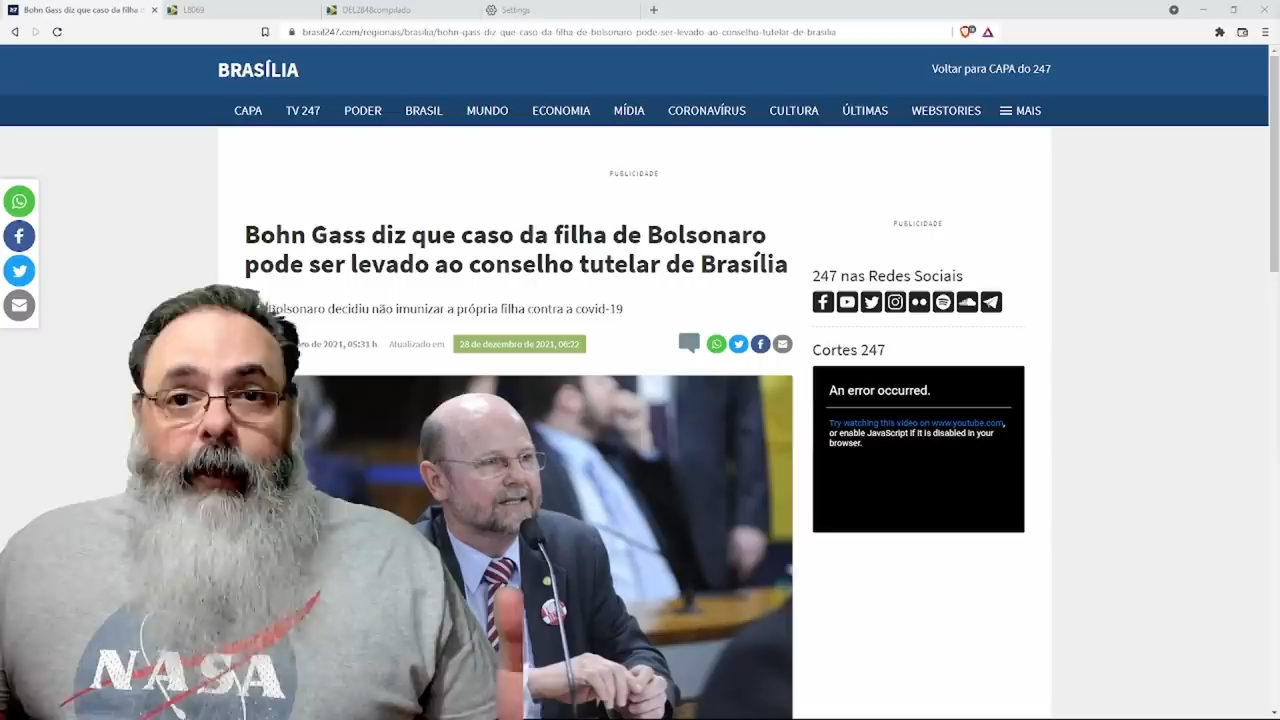 Bohn Gass diz que caso da filha d
L8069
DEL2848compilado
Settings
brasil247.com/regionais/brasilia/bohn-gass-diz-que-caso-da-filha-de-bolsonaro-pode-ser-levado-ao-conselho-tutelar-de-brasilia
BRASÍLIA
Voltar para CAPA do 247
CAPA TV 247 PODER BRASIL MUNDO ECONOMIA MÍDIA CORONAVÍRUS CULTURA ÚLTIMAS WEBSTORIES MAIS
PUBLICIDADE
PUBLICIDADE
Bohn Gass diz que caso da filha de Bolsonaro
pode ser levado ao conselho tutelar de Brasília
Bolsonaro decidiu não imunizar a própria filha contra a covid-19
de 2021, 05:31 h Atualizado em 28 de dezembro de 2021, 06:22
247 nas Redes Sociais
Cortes 247
An error occurred.
Try watching this video on www.youtube.com,
or enable JavaScript if it is disabled in your
browser.
NASA